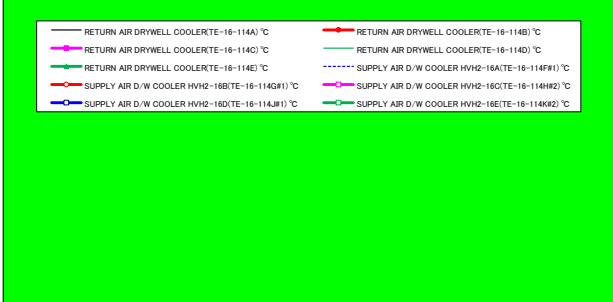 RETURN AIR DRYWELL COOLER(TE-16-114A) ℃
RETURN AIR DRYWELL COOLER(TE-16-114B) ℃
RETURN AIR DRYWELL COOLER(TE-16-114C) ℃
RETURN AIR DRYWELL COOLER(TE-16-114D) ℃
RETURN AIR DRYWELL COOLER(TE-16-114E) ℃
SUPPLY AIR D/W COOLER HVH2-16A(TE-16-114F#1) ℃
SUPPLY AIR D/W COOLER HVH2-16B(TE-16-114G#1) ℃
SUPPLY AIR D/W COOLER HVH2-16C(TE-16-114H#2) ℃
SUPPLY AIR D/W COOLER HVH2-16D(TE-16-114J#1) ℃
SUPPLY AIR D/W COOLER HVH2-16E(TE-16-114K#2) ℃